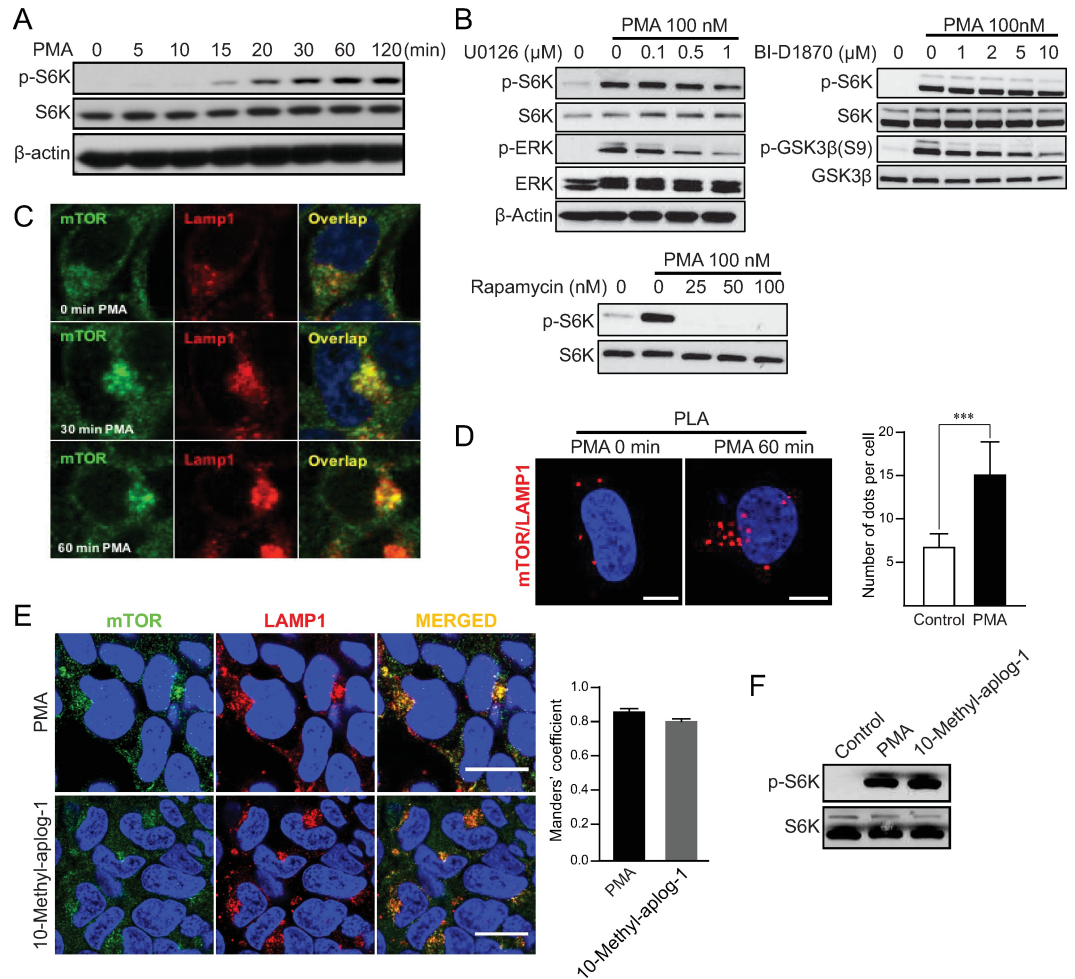 A
PMA 0 5 10 15 20 30 60 120 (min)
p-S6K
S6K
β-actin
B
PMA 100 nM
U0126 (μM) 0 0 0.1 0.5 1
p-S6K
S6K
p-ERK
ERK
β-Actin
PMA 100nM
BI-D1870 (μM) 0 0 1 2 5 10
p-S6K
S6K
p-GSK3β(S9)
GSK3β
PMA 100 nM
Rapamycin (nM) 0 0 25 50 100
p-S6K
S6K
C
mTOR Lamp1 Overlap
0 min PMA
mTOR Lamp1 Overlap
30 min PMA
mTOR Lamp1 Overlap
60 min PMA
D
PLA
PMA 0 min PMA 60 min
mTOR/LAMP1
Number of dots per cell
20
15
10
5
***
Control PMA
E
mTOR LAMP1 MERGED
PMA
10-Methyl-aplog-1
Manders' coefficient
1.0
0.8
0.6
0.4
0.2
0.0
PMA
10-Methyl-aplog-1
F
Control PMA 10-Methyl-aplog-1
p-S6K
S6K